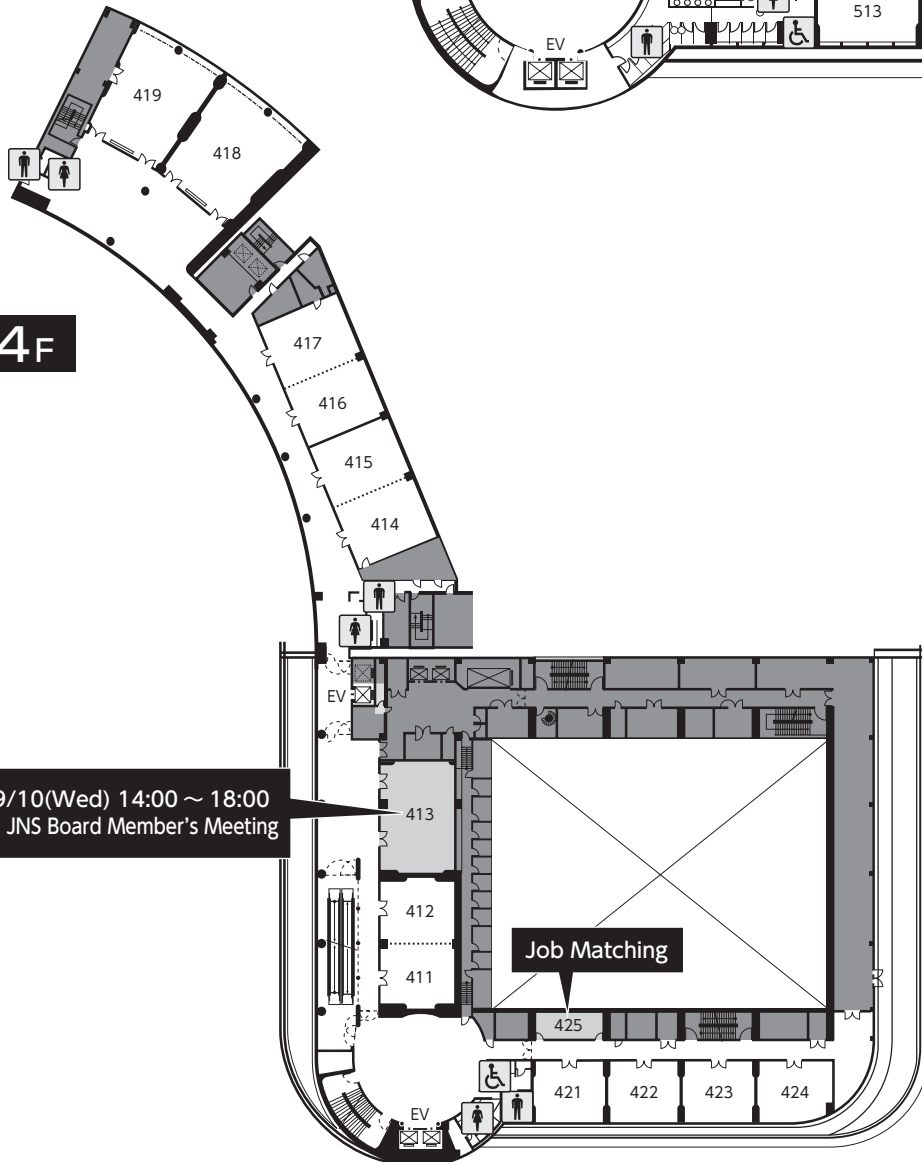 513
EV
419
418
4F
417
416
415
414
EV
9/10(Wed) 14:00 ～ 18:00
JNS Board Member's Meeting
413
412
411
Job Matching
425
421
422
423
424
EV